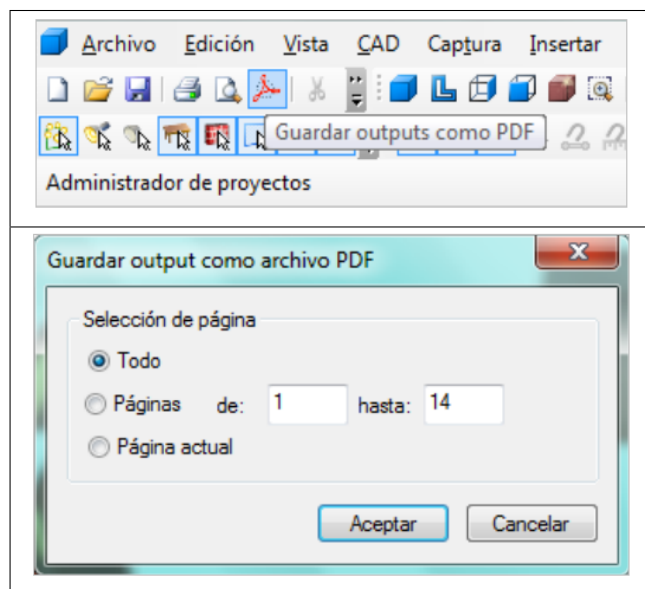 Archivo Edición Vista CAD Captura Insertar
Guardar outputs como PDF
Administrador de proyectos
Guardar output como archivo PDF
Selección de página
Todo
Páginas de: 1 hasta: 14
Página actual
Aceptar Cancelar